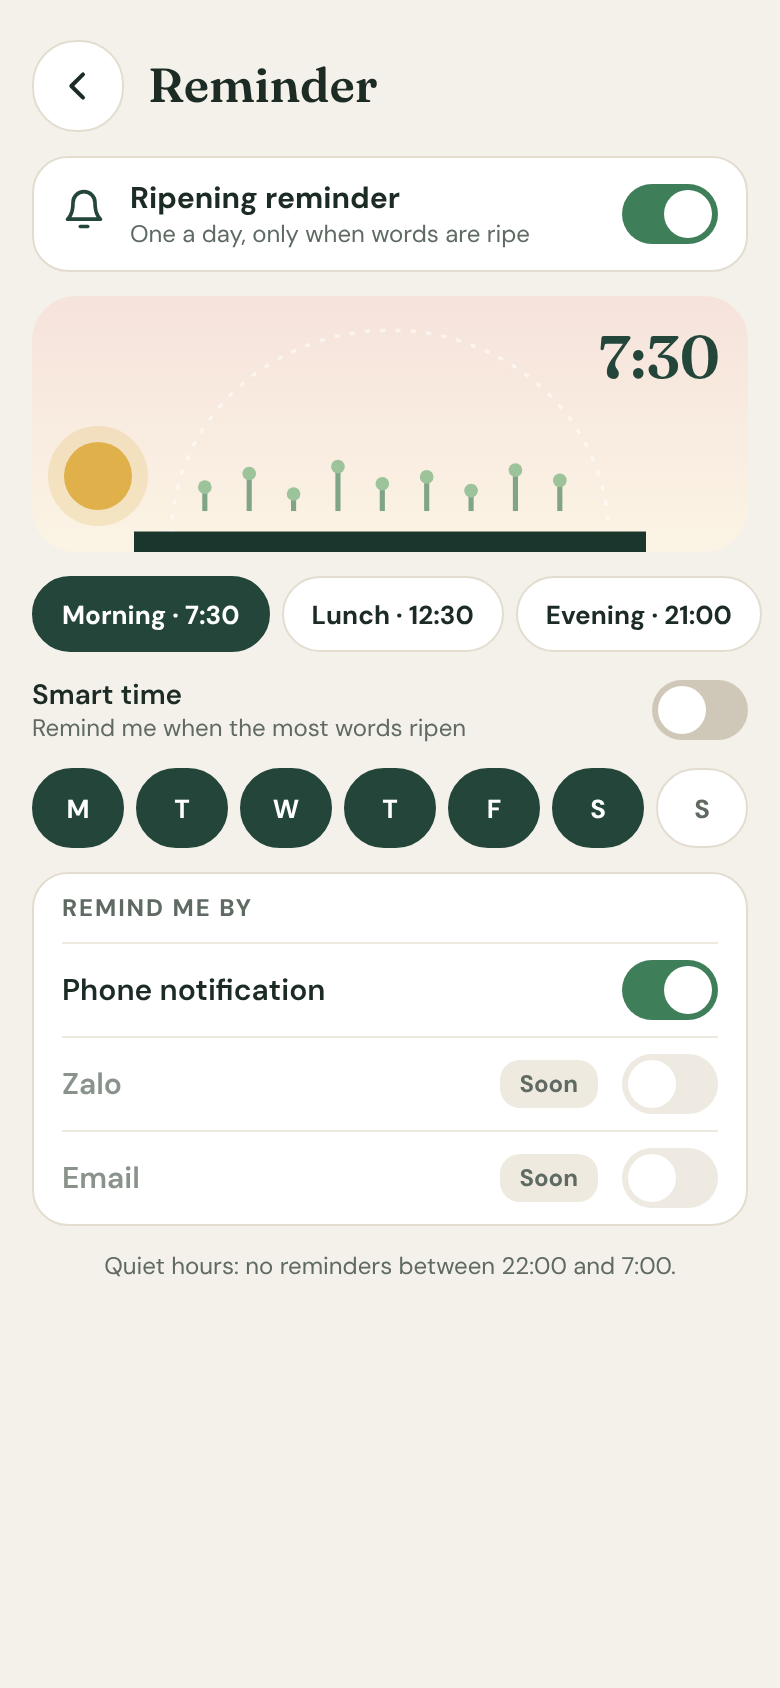 Reminder
Ripening reminder
One a day, only when words are ripe
7:30
Morning · 7:30
Lunch · 12:30
Evening · 21:00
Smart time
Remind me when the most words ripen
M
T
W
T
F
S
S
REMIND ME BY
Phone notification
Zalo
Soon
Email
Soon
Quiet hours: no reminders between 22:00 and 7:00.